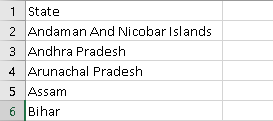 1 State
2 Andaman And Nicobar Islands
3 Andhra Pradesh
4 Arunachal Pradesh
5 Assam
6 Bihar